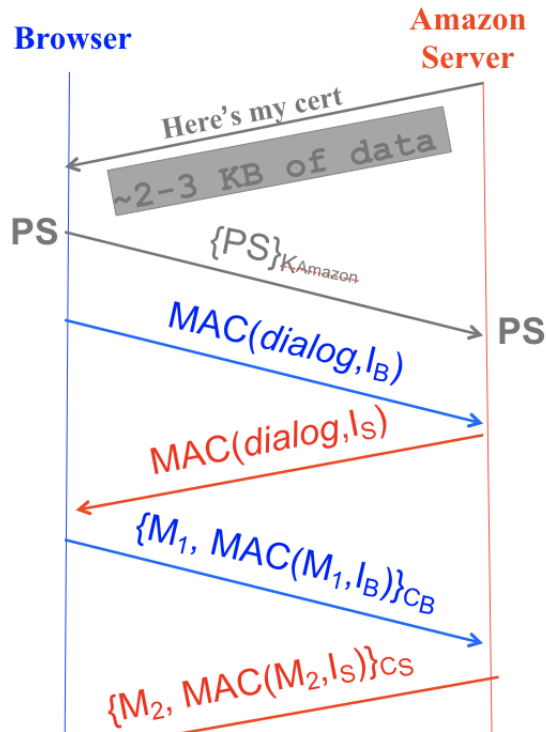 Browser
Amazon
Server
Here's my cert
~2-3 KB of data
PS
{PS}KAmazon
PS
MAC(dialog,IB)
MAC(dialog,IS)
{M1, MAC(M1,IB)}CB
{M2, MAC(M2,IS)}CS